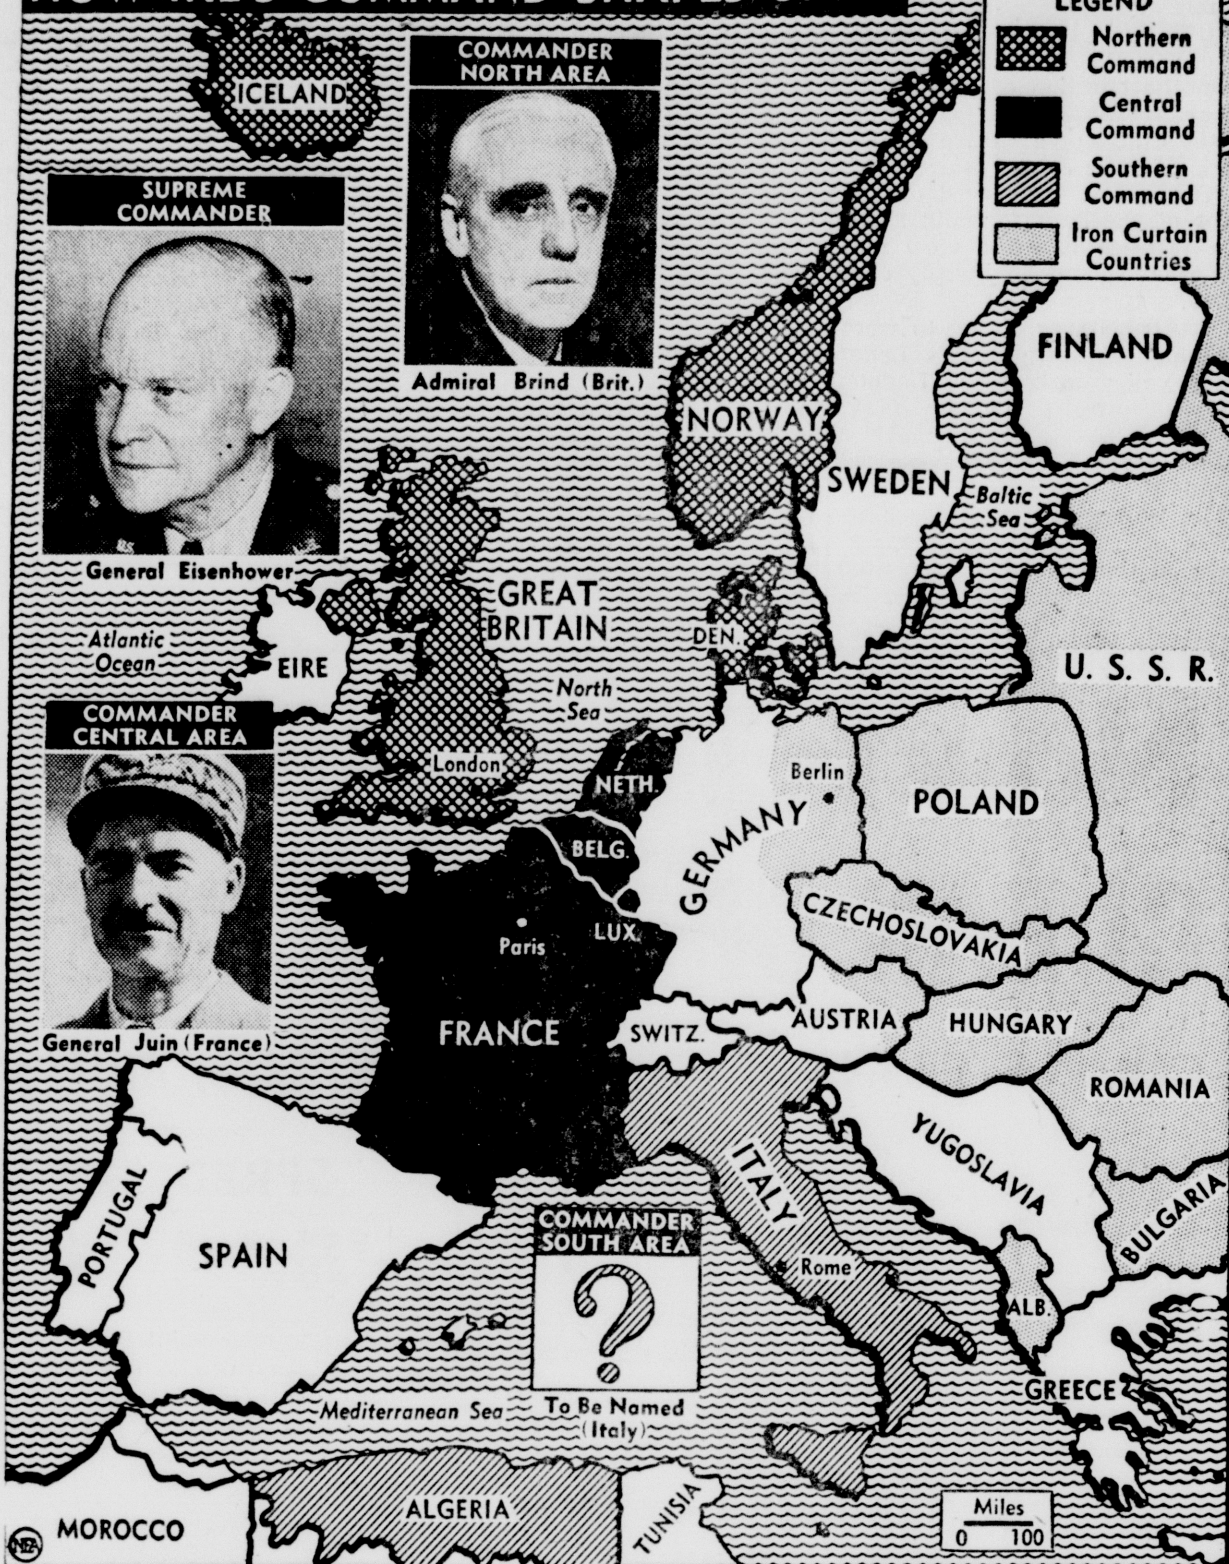 LEGEND
Northern
Command
Central
Command
Southern
Command
Iron Curtain
Countries
COMMANDER
NORTH AREA
Admiral Brind (Brit.)
ICELAND
SUPREME
COMMANDER
General Eisenhower
FINLAND
NORWAY
SWEDEN
Baltic
Sea
GREAT
BRITAIN
DEN.
Atlantic
Ocean
EIRE
North
Sea
U. S. S. R.
COMMANDER
CENTRAL AREA
General Juin (France)
London
NETH.
Berlin
POLAND
BELG.
GERMANY
CZECHOSLOVAKIA
Paris
LUX.
FRANCE
SWITZ.
AUSTRIA
HUNGARY
ROMANIA
YUGOSLAVIA
ITALY
PORTUGAL
SPAIN
BULGARIA
COMMANDER
SOUTH AREA
?
To Be Named
(Italy)
Rome
ALB.
GREECE
Mediterranean Sea
ALGERIA
TUNISIA
MOROCCO
Miles
0 100
NEA